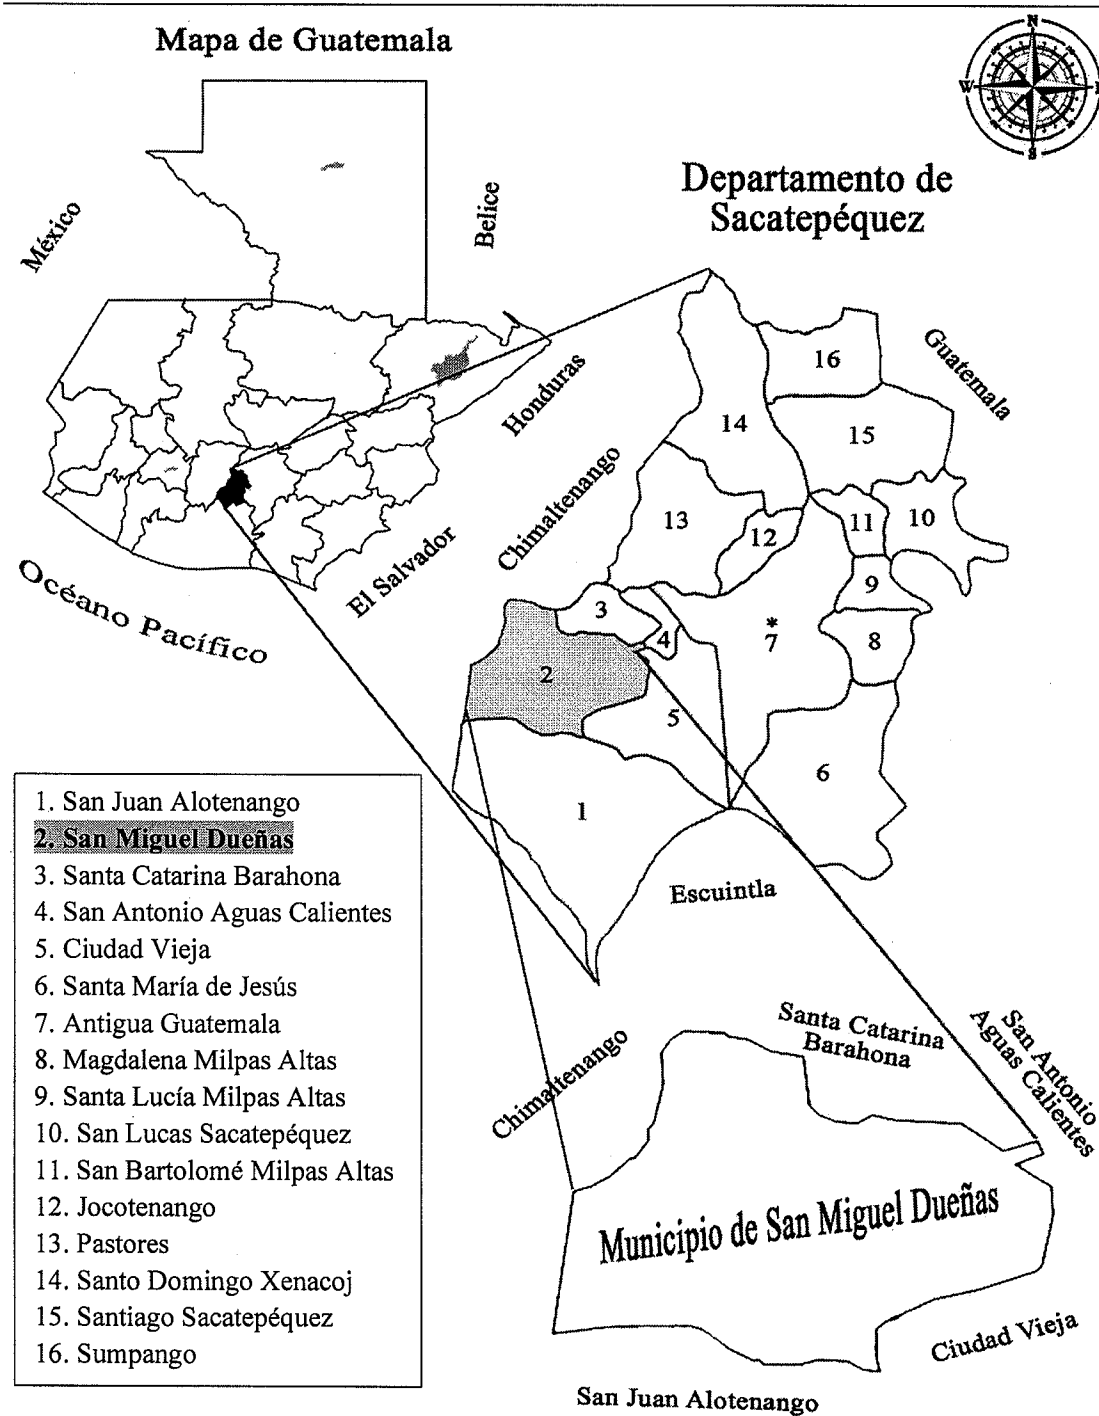 Mapa de Guatemala
N
W
E
S
Departamento de
Sacatepéquez
México
Belice
Honduras
El Salvador
Océano Pacífico
Guatemala
Chimaltenango
16
14
15
13
12
11
10
9
3
4
*
7
8
2
5
6
1
Escuintla
1. San Juan Alotenango
2. San Miguel Dueñas
3. Santa Catarina Barahona
4. San Antonio Aguas Calientes
5. Ciudad Vieja
6. Santa María de Jesús
7. Antigua Guatemala
8. Magdalena Milpas Altas
9. Santa Lucía Milpas Altas
10. San Lucas Sacatepéquez
11. San Bartolomé Milpas Altas
12. Jocotenango
13. Pastores
14. Santo Domingo Xenacoj
15. Santiago Sacatepéquez
16. Sumpango
Chimaltenango
Santa Catarina
Barahona
San Antonio
Aguas Calientes
Municipio de San Miguel Dueñas
Ciudad Vieja
San Juan Alotenango